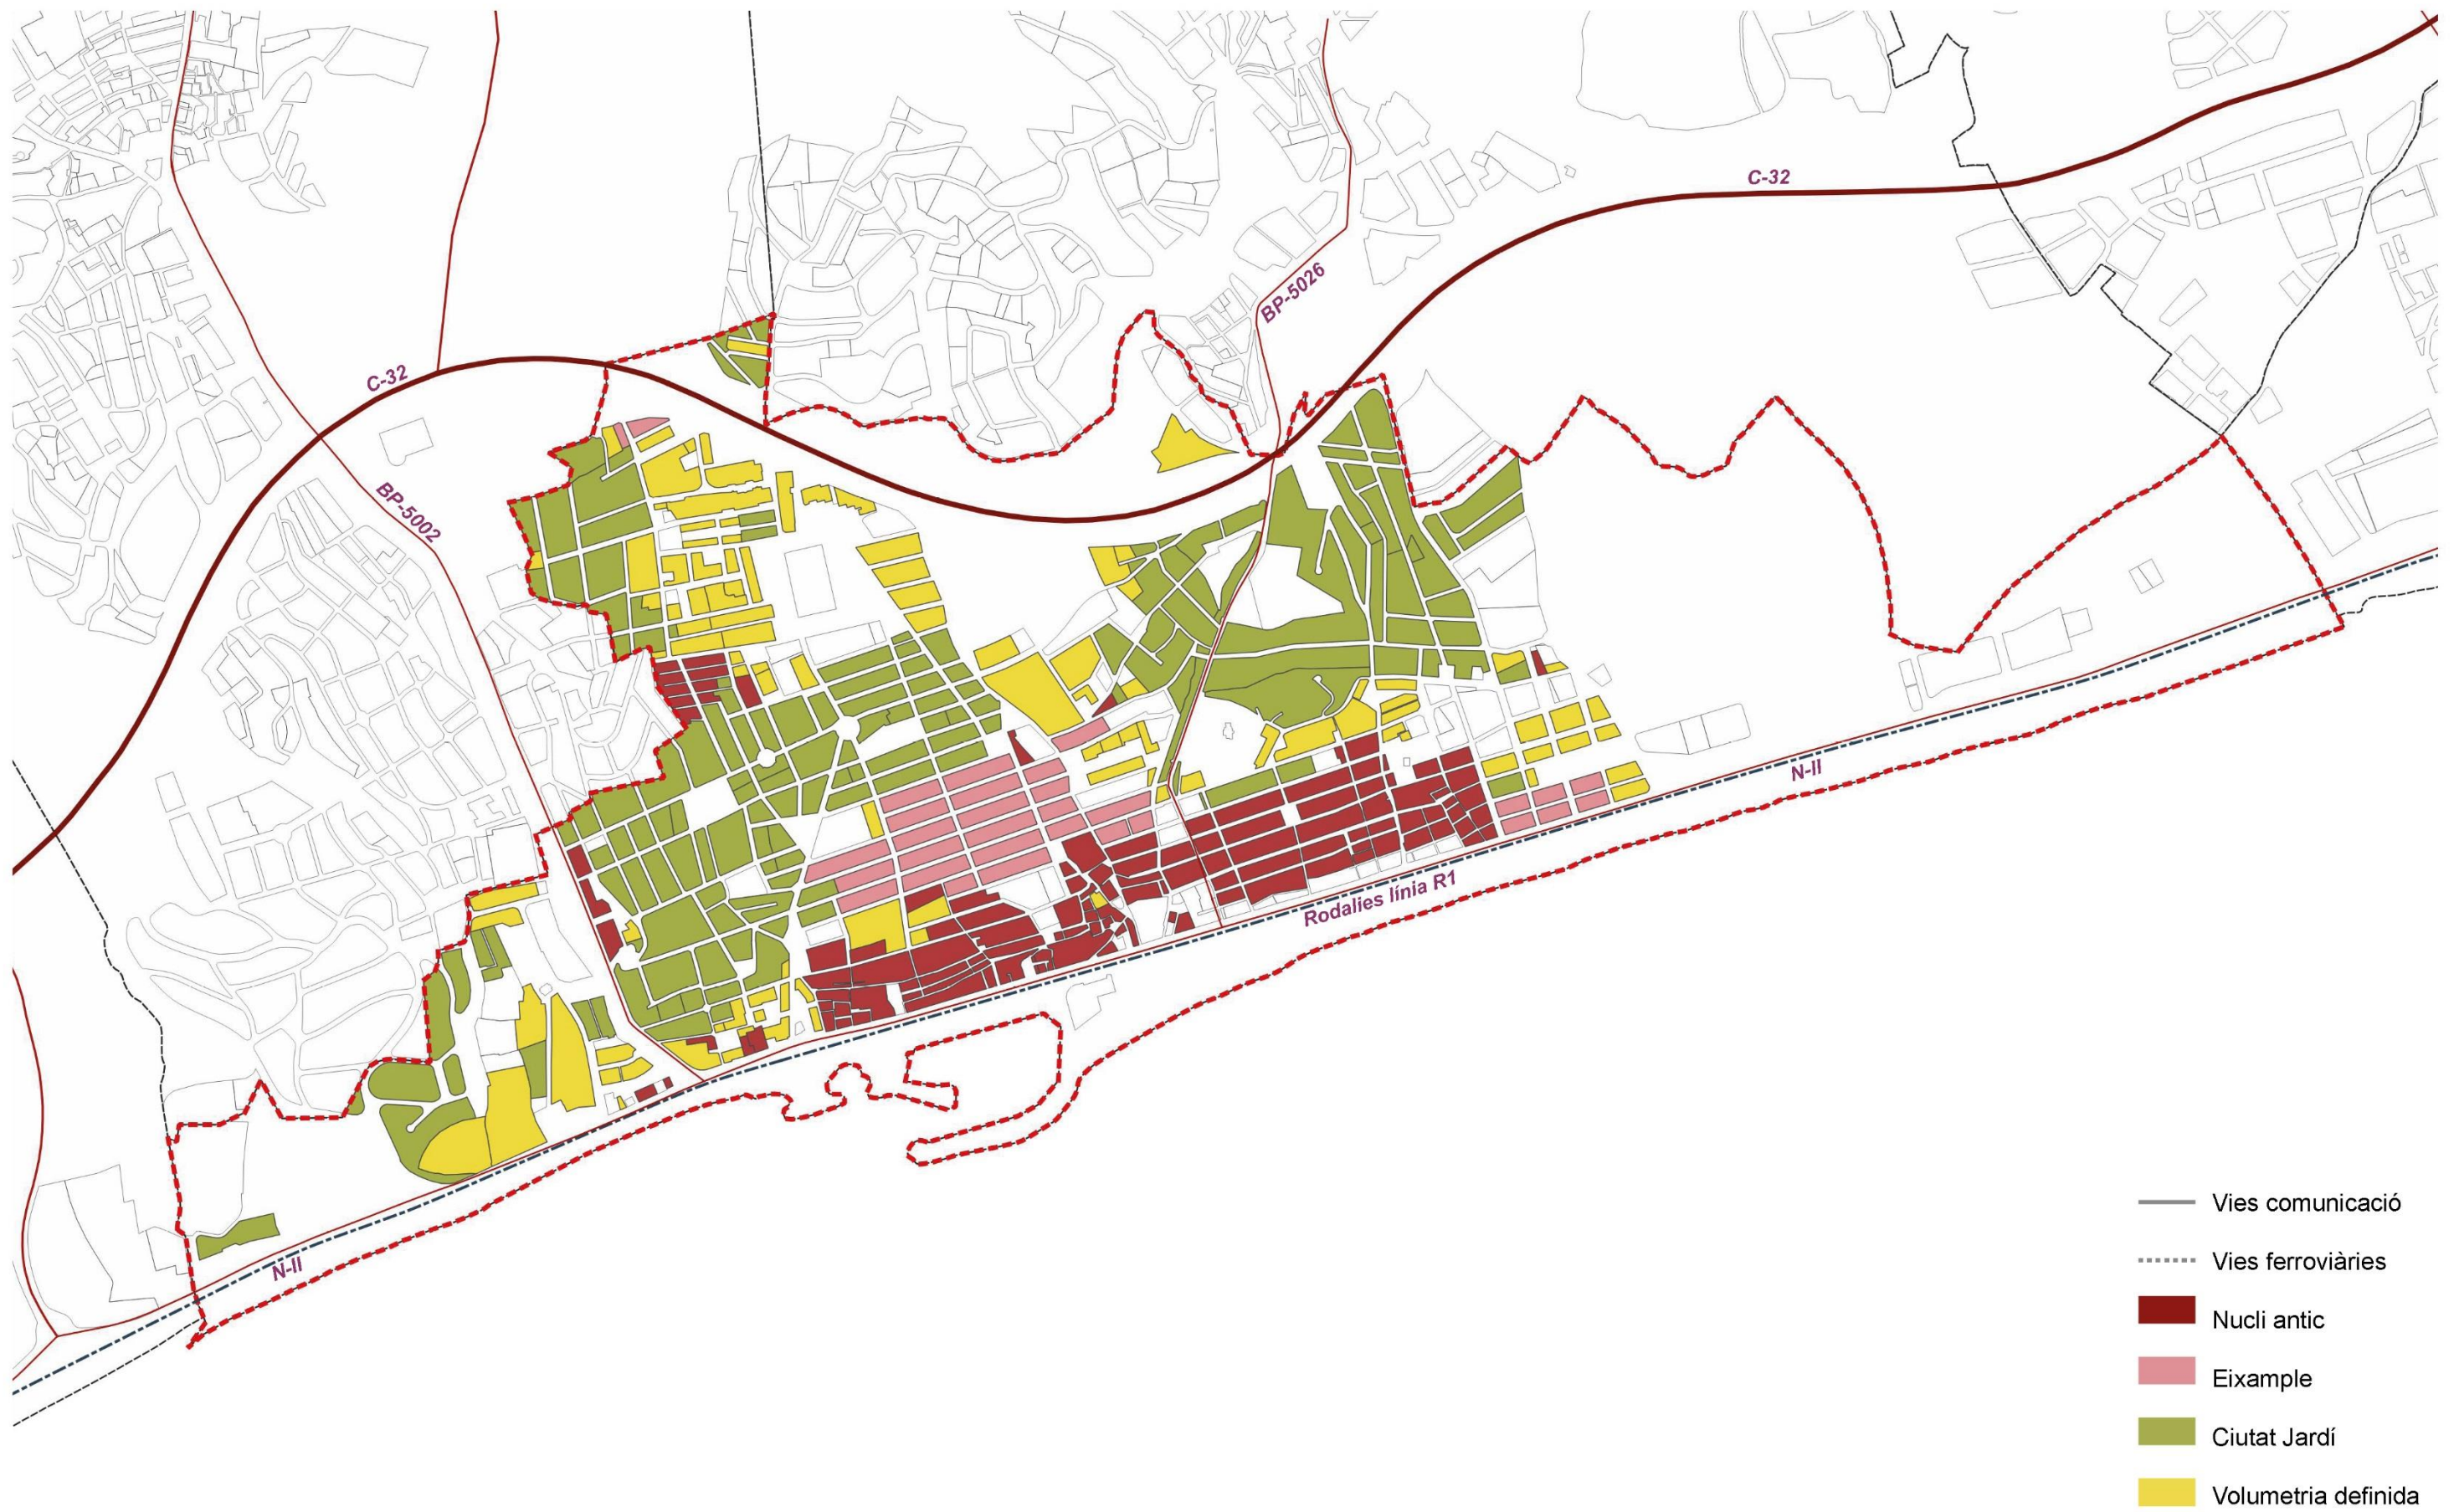 C-32
BP-5026
C-32
BP-5002
N-II
Rodalies línia R1
N-II
Vies comunicació
Vies ferroviàries
Nucli antic
Eixample
Ciutat Jardí
Volumetria definida